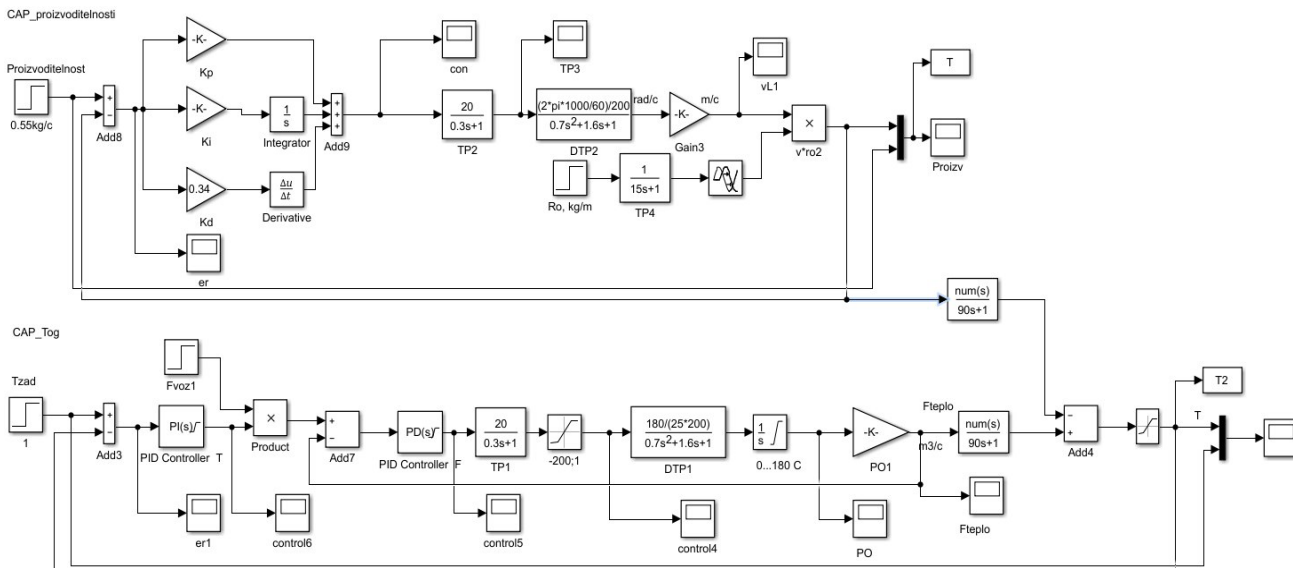 CAP_proizvoditelnosti
-K-
Kp
con
TP3
vL1
T
Proizvoditelnost
0.55kg/c
+
−
Add8
-K-
Ki
1
s
Integrator
+
+
+
Add9
20
0.3s+1
TP2
(2*pi*1000/60)/200
0.7s²+1.6s+1
DTP2
rad/c
-K-
Gain3
m/c
×
v*ro2
Proizv
0.34
Kd
Δu
Δt
Derivative
Ro, kg/m
1
15s+1
TP4
er
num(s)
90s+1
CAP_Tog
Fvoz1
T2
Tzad
1
+
−
Add3
PI(s)
PID Controller T
×
Product
+
−
Add7
PD(s)
PID Controller F
20
0.3s+1
TP1
-200;1
180/(25*200)
0.7s²+1.6s+1
DTP1
1
s
0...180 C
-K-
PO1
Fteplo
m3/c
num(s)
90s+1
−
+
Add4
T
er1
control6
control5
control4
PO
Fteplo